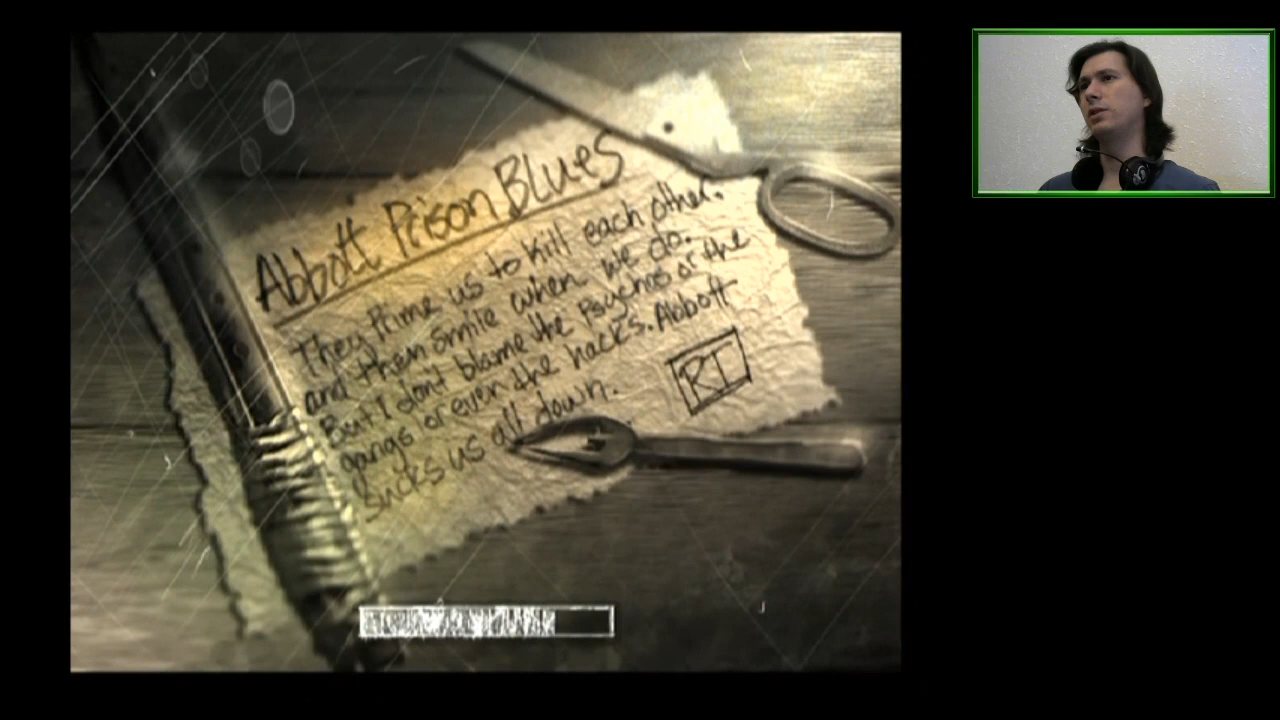 Abbott Prison Blues
They Prime us to kill each other.
and then smile when we do.
But I don't blame the Psychos or the
gangs or even the hacks. Abbott
sucks us all down.
RI